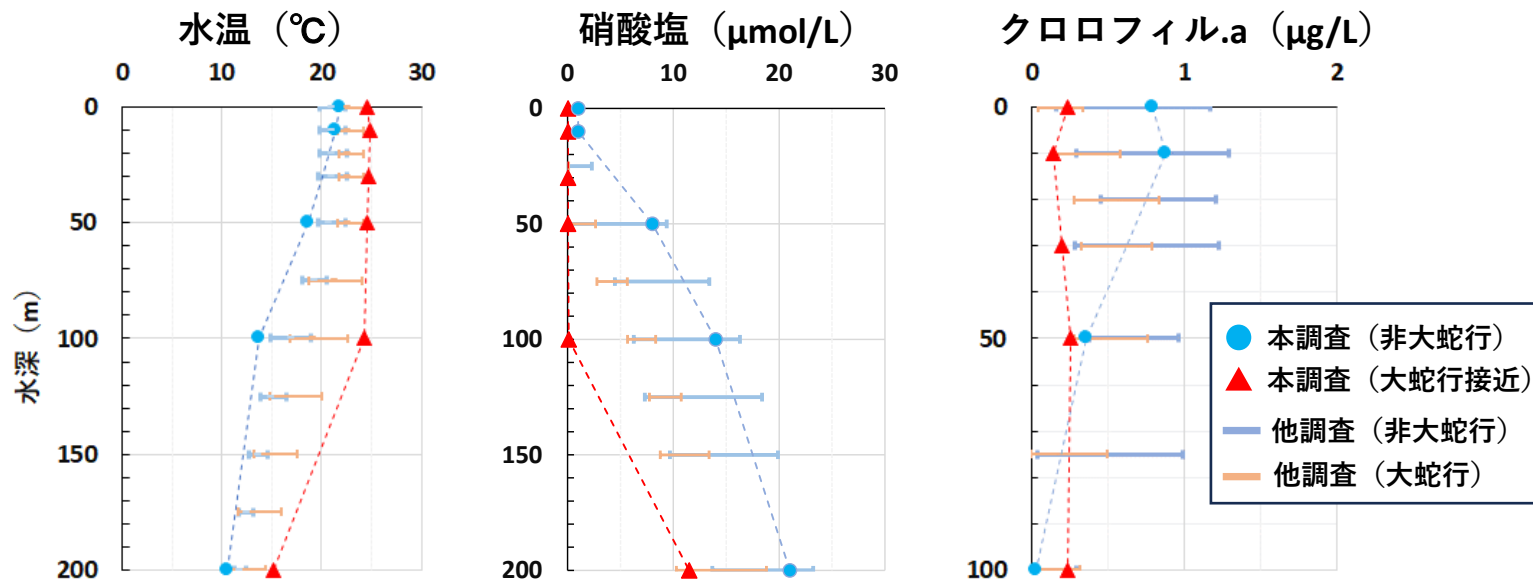 水温（℃）
0 10 20 30
0
50
100
150
200
水深（m）
硝酸塩（μmol/L）
0 10 20 30
0
50
100
150
200
クロロフィル.a（μg/L）
0 1 2
0
50
100
本調査（非大蛇行）
本調査（大蛇行接近）
他調査（非大蛇行）
他調査（大蛇行）